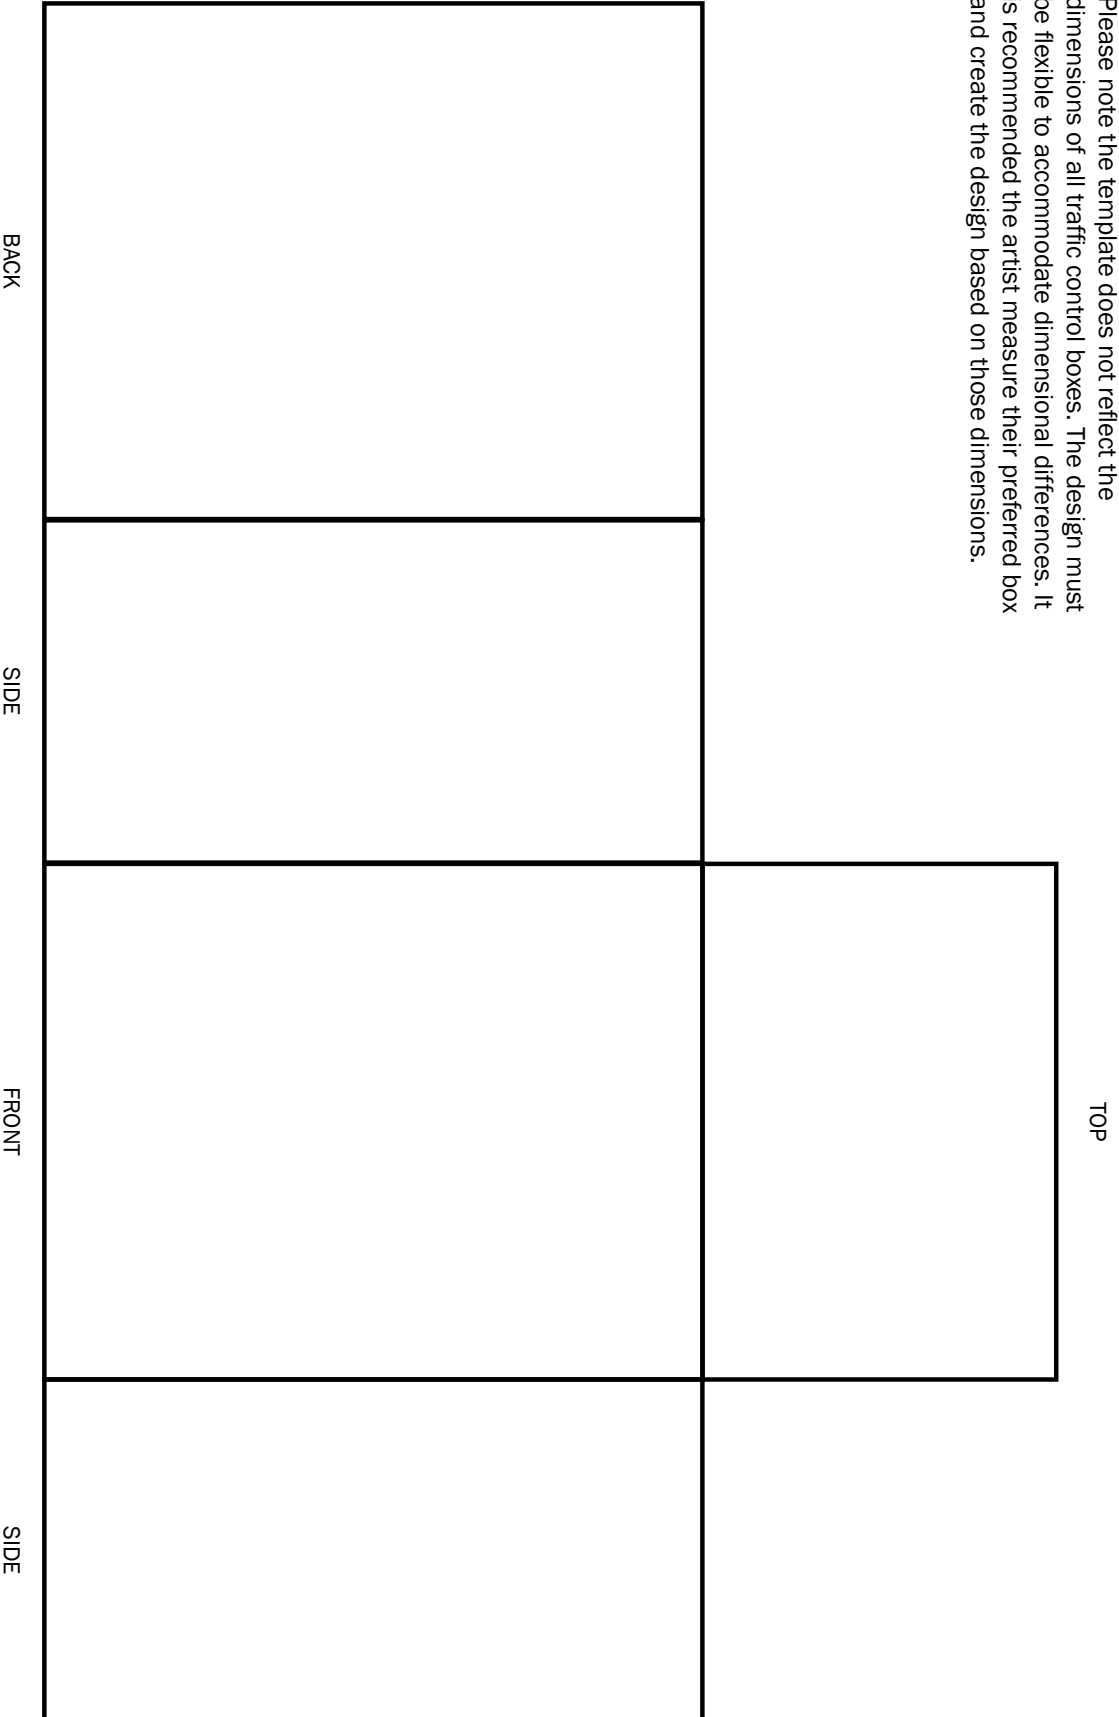 Please note the template does not reflect the
dimensions of all traffic control boxes. The design must
be flexible to accommodate dimensional differences. It
is recommended the artist measure their preferred box
and create the design based on those dimensions.
TOP
BACK
SIDE
FRONT
SIDE